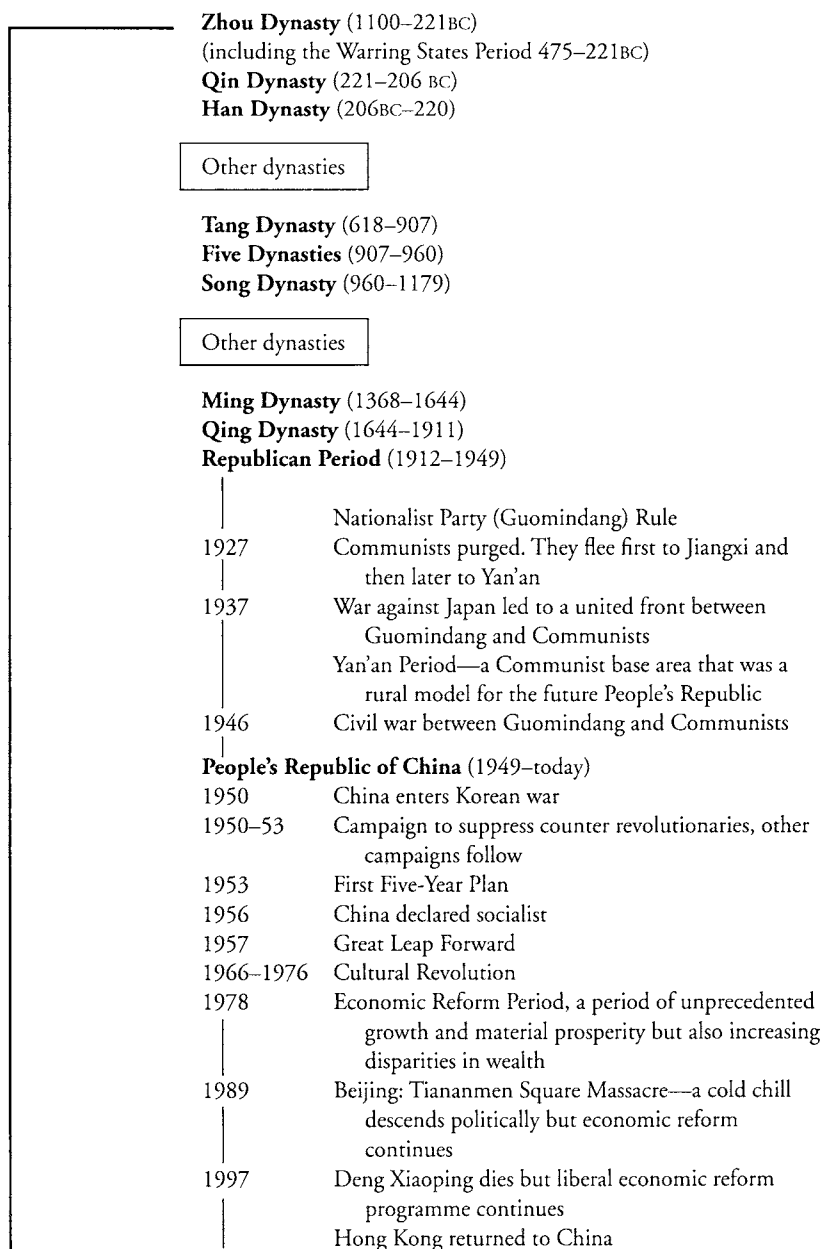 Zhou Dynasty (1100–221BC)
(including the Warring States Period 475–221BC)
Qin Dynasty (221–206 BC)
Han Dynasty (206BC–220)
Other dynasties
Tang Dynasty (618–907)
Five Dynasties (907–960)
Song Dynasty (960–1179)
Other dynasties
Ming Dynasty (1368–1644)
Qing Dynasty (1644–1911)
Republican Period (1912–1949)
Nationalist Party (Guomindang) Rule
1927 Communists purged. They flee first to Jiangxi and
then later to Yan'an
1937 War against Japan led to a united front between
Guomindang and Communists
Yan'an Period—a Communist base area that was a
rural model for the future People's Republic
1946 Civil war between Guomindang and Communists
People's Republic of China (1949–today)
1950 China enters Korean war
1950–53 Campaign to suppress counter revolutionaries, other
campaigns follow
1953 First Five-Year Plan
1956 China declared socialist
1957 Great Leap Forward
1966–1976 Cultural Revolution
1978 Economic Reform Period, a period of unprecedented
growth and material prosperity but also increasing
disparities in wealth
1989 Beijing: Tiananmen Square Massacre—a cold chill
descends politically but economic reform
continues
1997 Deng Xiaoping dies but liberal economic reform
programme continues
Hong Kong returned to China